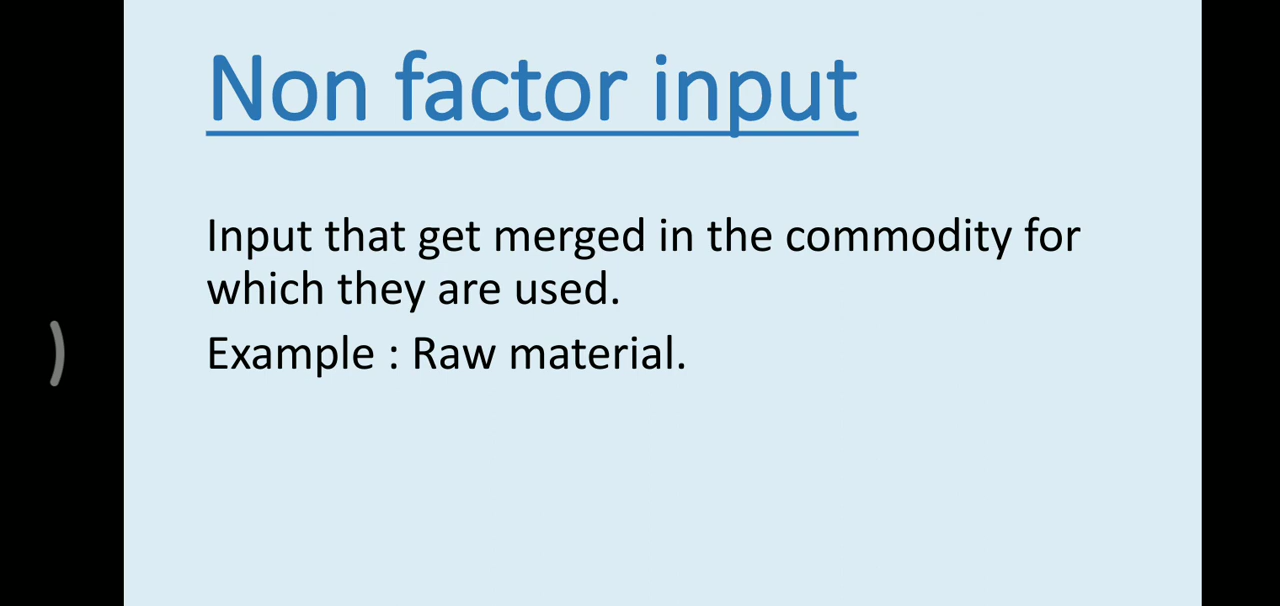 Non factor input
Input that get merged in the commodity for
which they are used.
Example : Raw material.